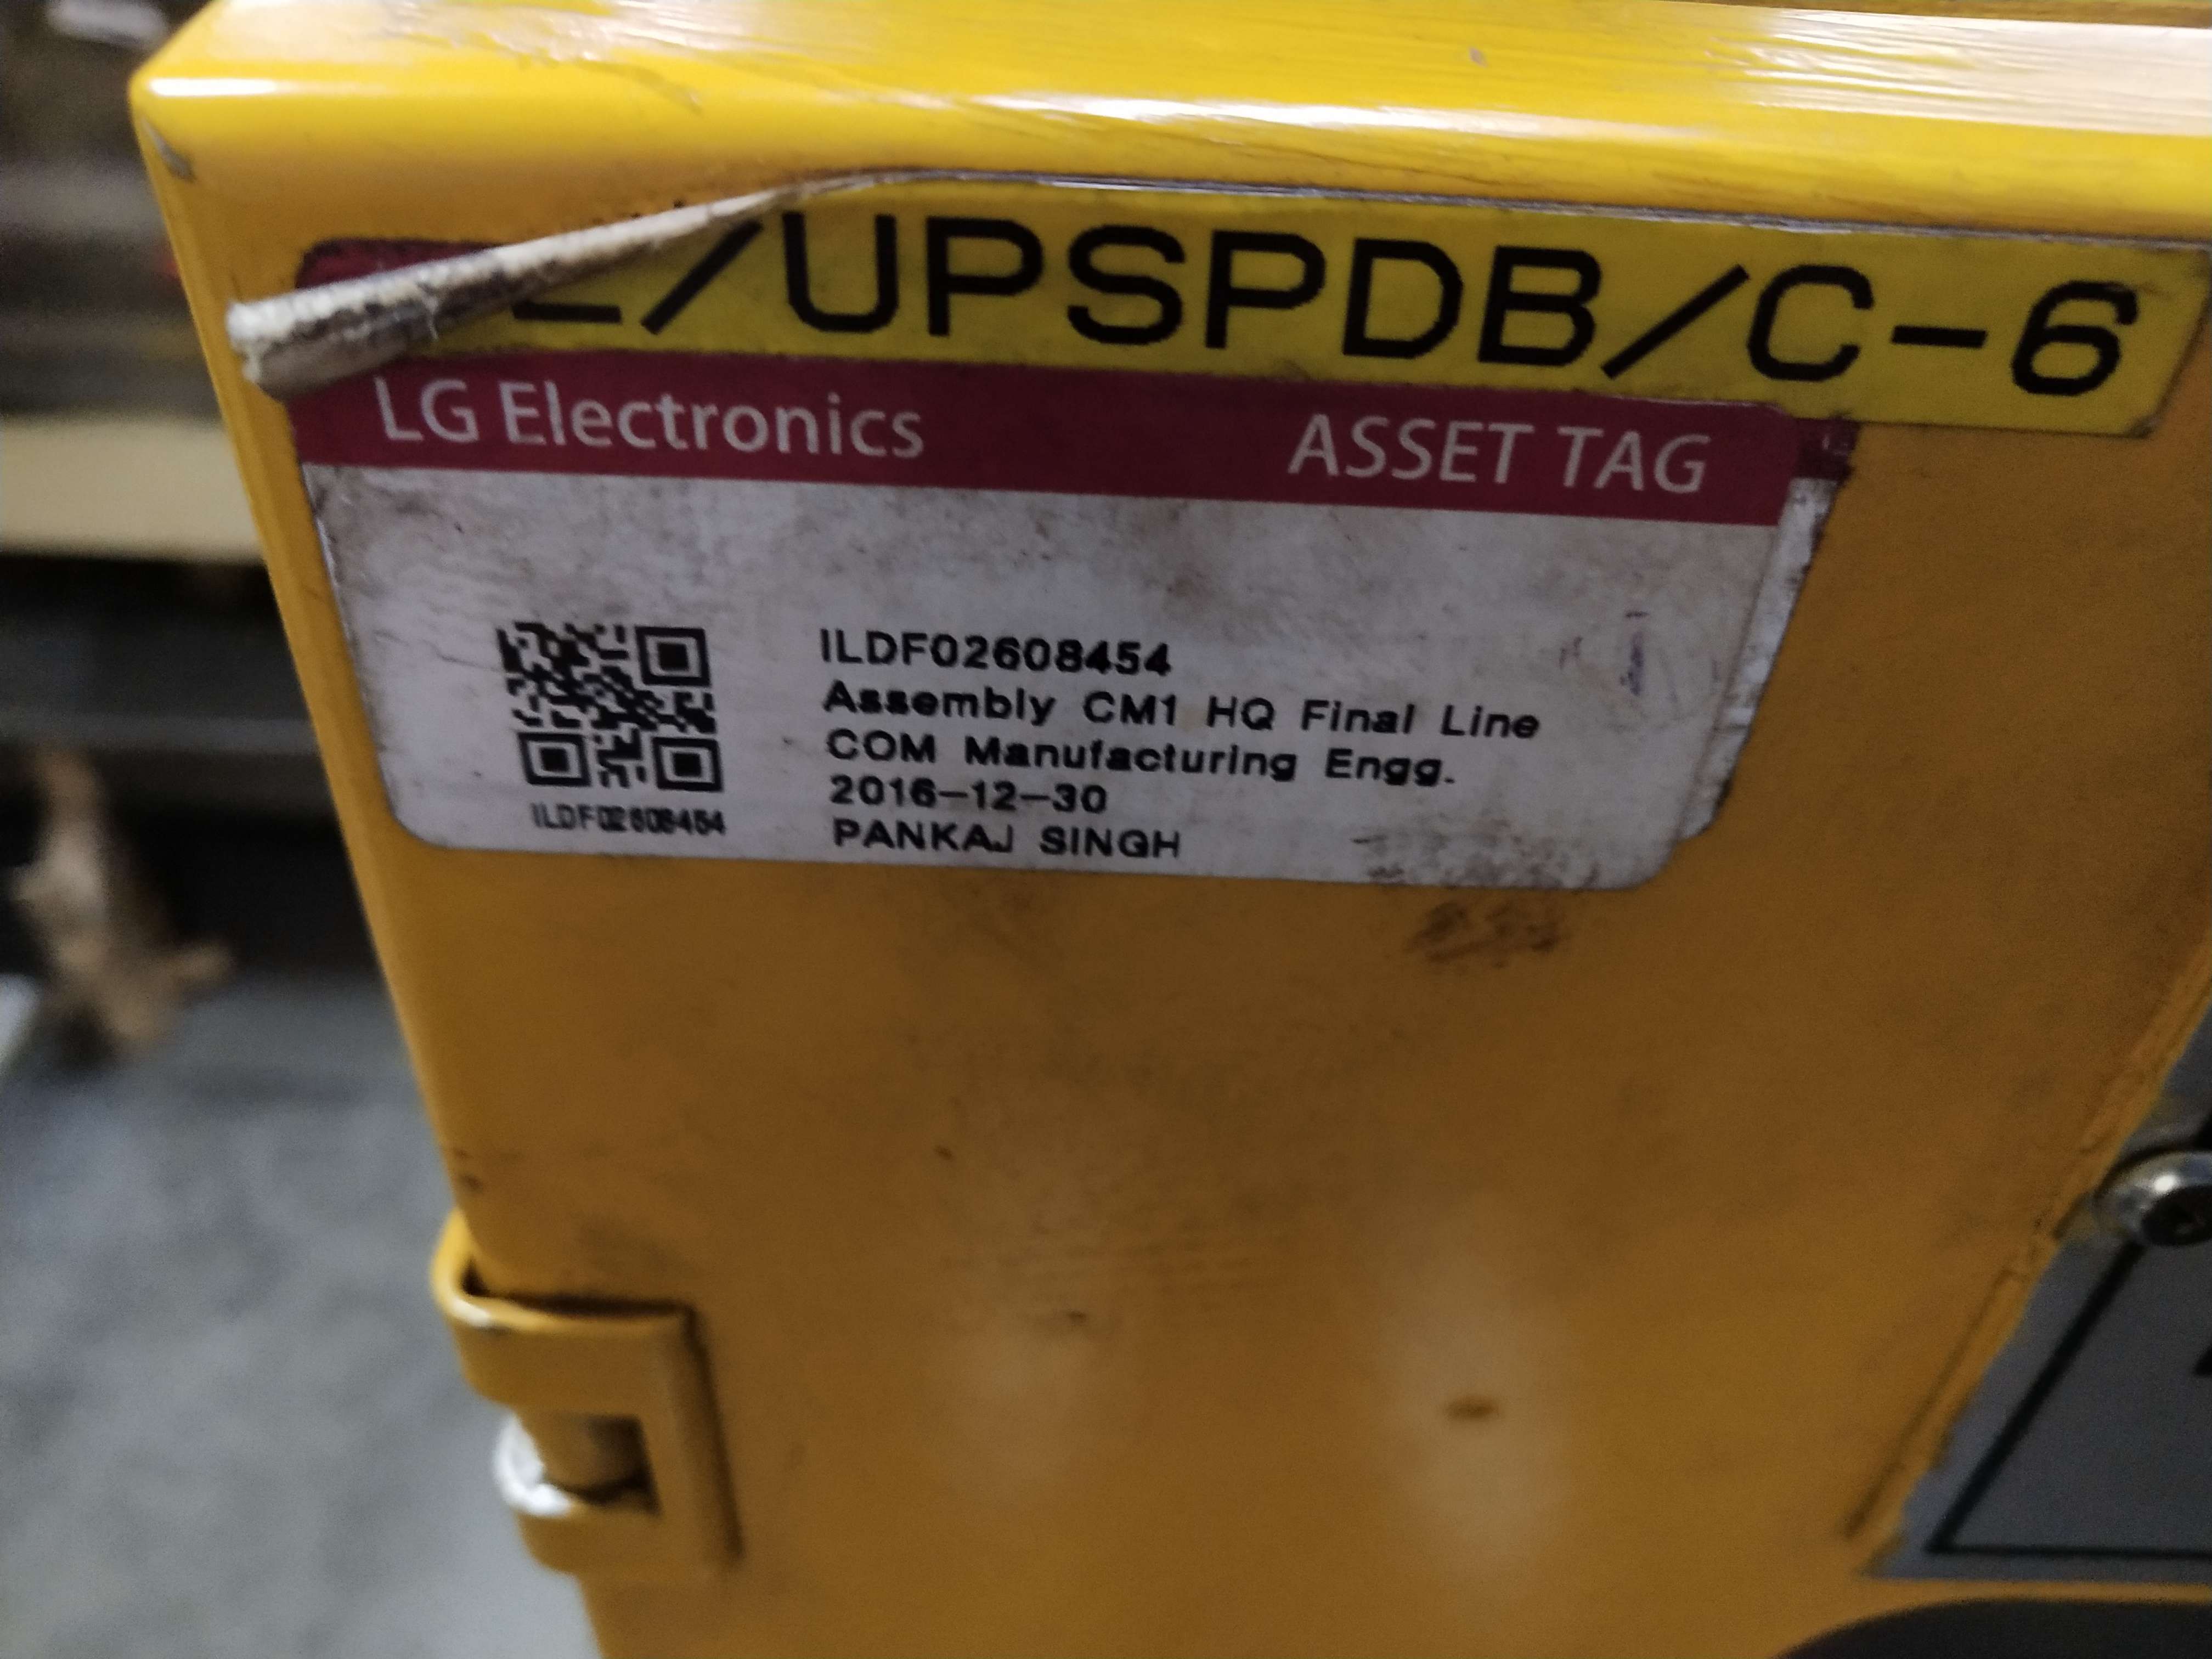 /UPSPDB/C-6
LG Electronics ASSET TAG
ILDF02608454
Assembly CM1 HQ Final Line
COM Manufacturing Engg.
2016-12-30
PANKAJ SINGH
ILDF02608454